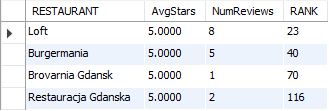 RESTAURANT AvgStars NumReviews RANK
Loft 5.0000 8 23
Burgermania 5.0000 5 40
Brovarnia Gdansk 5.0000 1 70
Restauracja Gdanska 5.0000 2 116